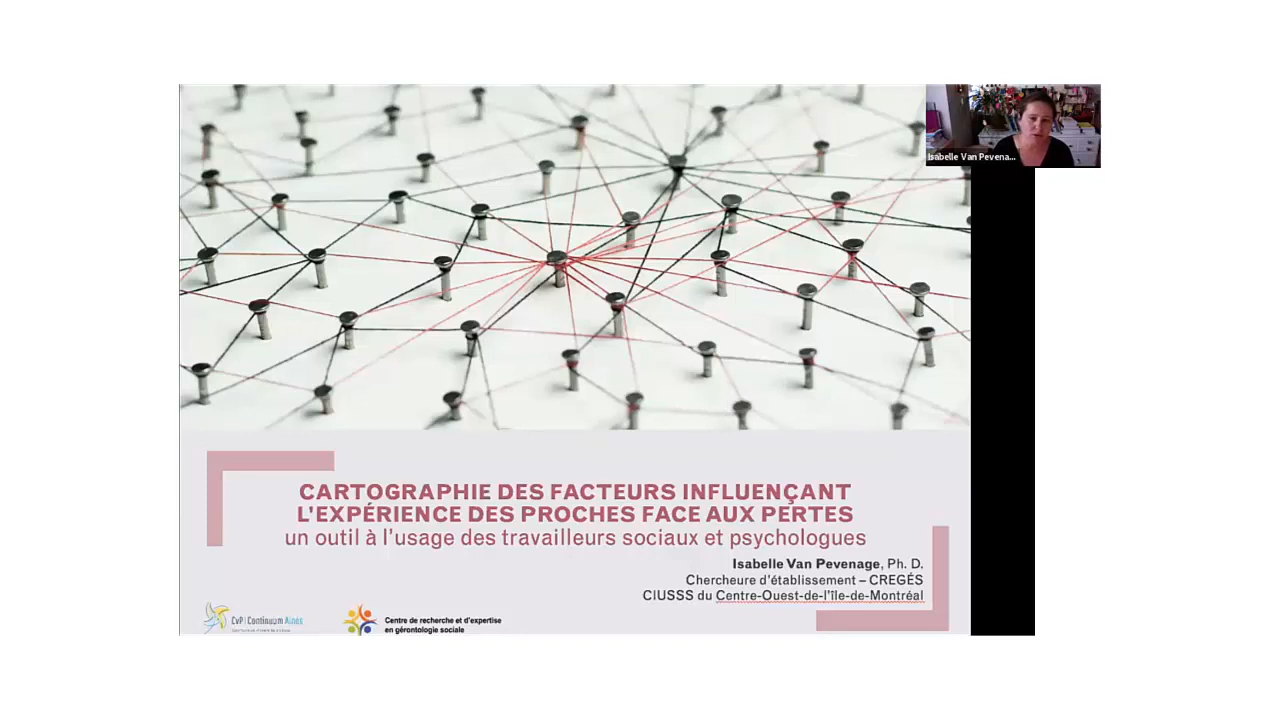 Isabelle Van Pevena...
CARTOGRAPHIE DES FACTEURS INFLUENÇANT
L'EXPÉRIENCE DES PROCHES FACE AUX PERTES
un outil à l'usage des travailleurs sociaux et psychologues
Isabelle Van Pevenage, Ph. D.
Chercheure d'établissement – CREGÉS
CIUSSS du Centre-Ouest-de-l'île-de-Montréal
CvP | Continuum Aînés
Centre de recherche et d'expertise
en gérontologie sociale